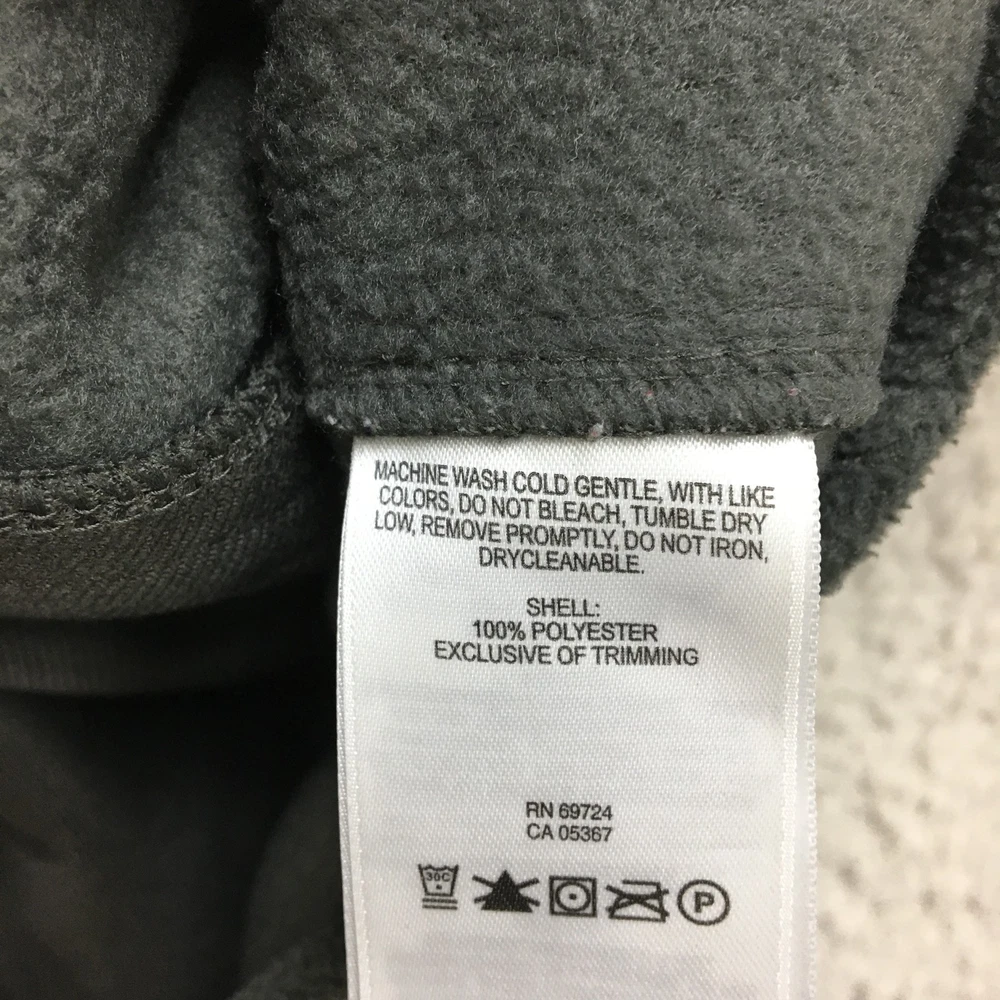 MACHINE WASH COLD GENTLE, WITH LIKE
COLORS, DO NOT BLEACH, TUMBLE DRY
LOW, REMOVE PROMPTLY, DO NOT IRON,
DRYCLEANABLE.
SHELL:
100% POLYESTER
EXCLUSIVE OF TRIMMING
RN 69724
CA 05367
30C
P